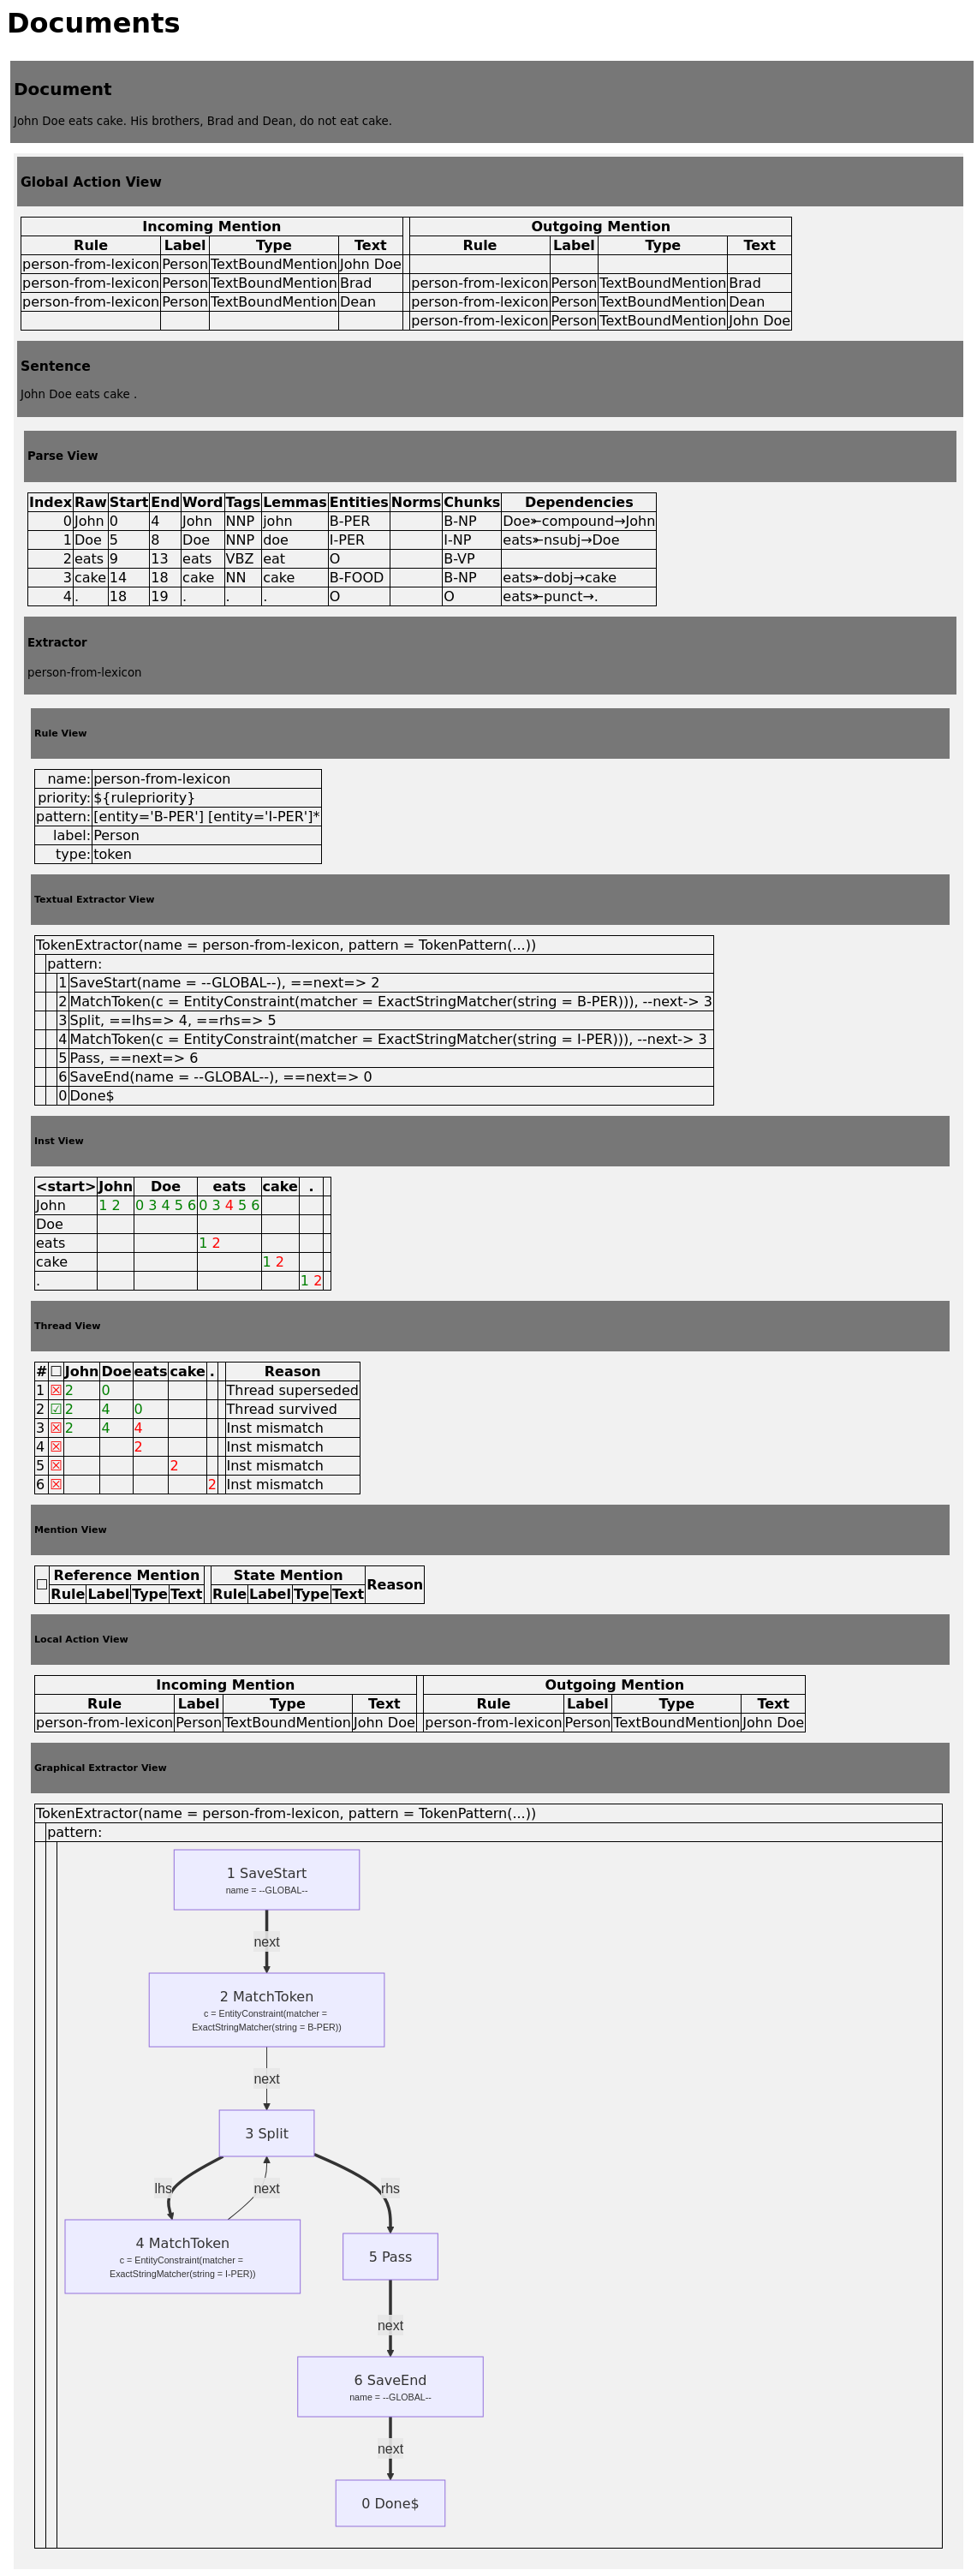 Documents
Document
John Doe eats cake. His brothers, Brad and Dean, do not eat cake.
Global Action View
Incoming Mention Outgoing Mention
Rule Label Type Text Rule Label Type Text
person-from-lexicon Person TextBoundMention John Doe
person-from-lexicon Person TextBoundMention Brad person-from-lexicon Person TextBoundMention Brad
person-from-lexicon Person TextBoundMention Dean person-from-lexicon Person TextBoundMention Dean
person-from-lexicon Person TextBoundMention John Doe
Sentence
John Doe eats cake .
Parse View
Index Raw Start End Word Tags Lemmas Entities Norms Chunks Dependencies
0 John 0 4 John NNP john B-PER B-NP Doe⤜compound→John
1 Doe 5 8 Doe NNP doe I-PER I-NP eats⤜nsubj→Doe
2 eats 9 13 eats VBZ eat O B-VP
3 cake 14 18 cake NN cake B-FOOD B-NP eats⤜dobj→cake
4 . 18 19 . . . O O eats⤜punct→.
Extractor
person-from-lexicon
Rule View
name: person-from-lexicon
priority: ${rulepriority}
pattern: [entity='B-PER'] [entity='I-PER']*
label: Person
type: token
Textual Extractor View
TokenExtractor(name = person-from-lexicon, pattern = TokenPattern(...))
pattern:
1 SaveStart(name = --GLOBAL--), ==next=> 2
2 MatchToken(c = EntityConstraint(matcher = ExactStringMatcher(string = B-PER))), --next-> 3
3 Split, ==lhs=> 4, ==rhs=> 5
4 MatchToken(c = EntityConstraint(matcher = ExactStringMatcher(string = I-PER))), --next-> 3
5 Pass, ==next=> 6
6 SaveEnd(name = --GLOBAL--), ==next=> 0
0 Done$
Inst View
<start> John Doe eats cake .
John 1 2 0 3 4 5 6 0 3 4 5 6
Doe
eats 1 2
cake 1 2
. 1 2
Thread View
# ☐ John Doe eats cake . Reason
1 ☒ 2 0 Thread superseded
2 ☑ 2 4 0 Thread survived
3 ☒ 2 4 4 Inst mismatch
4 ☒ 2 Inst mismatch
5 ☒ 2 Inst mismatch
6 ☒ 2 Inst mismatch
Mention View
☐ Reference Mention State Mention Reason
Rule Label Type Text Rule Label Type Text
Local Action View
Incoming Mention Outgoing Mention
Rule Label Type Text Rule Label Type Text
person-from-lexicon Person TextBoundMention John Doe person-from-lexicon Person TextBoundMention John Doe
Graphical Extractor View
TokenExtractor(name = person-from-lexicon, pattern = TokenPattern(...))
pattern:
1 SaveStart
name = --GLOBAL--
next
2 MatchToken
c = EntityConstraint(matcher =
ExactStringMatcher(string = B-PER))
next
3 Split
lhs next rhs
4 MatchToken
c = EntityConstraint(matcher =
ExactStringMatcher(string = I-PER))
5 Pass
next
6 SaveEnd
name = --GLOBAL--
next
0 Done$